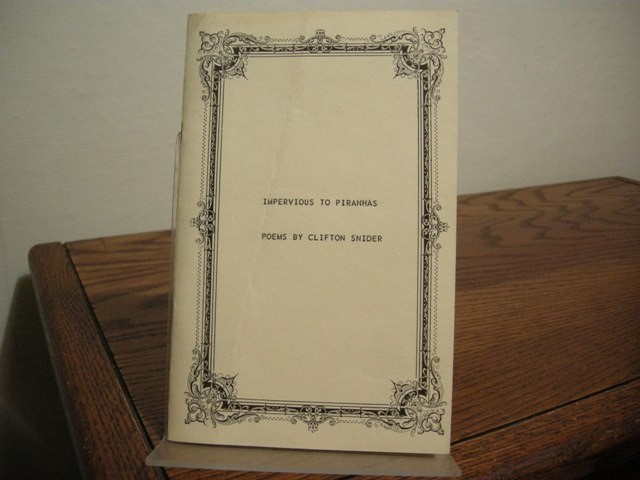 IMPERVIOUS TO PIRANHAS
POEMS BY CLIFTON SNIDER